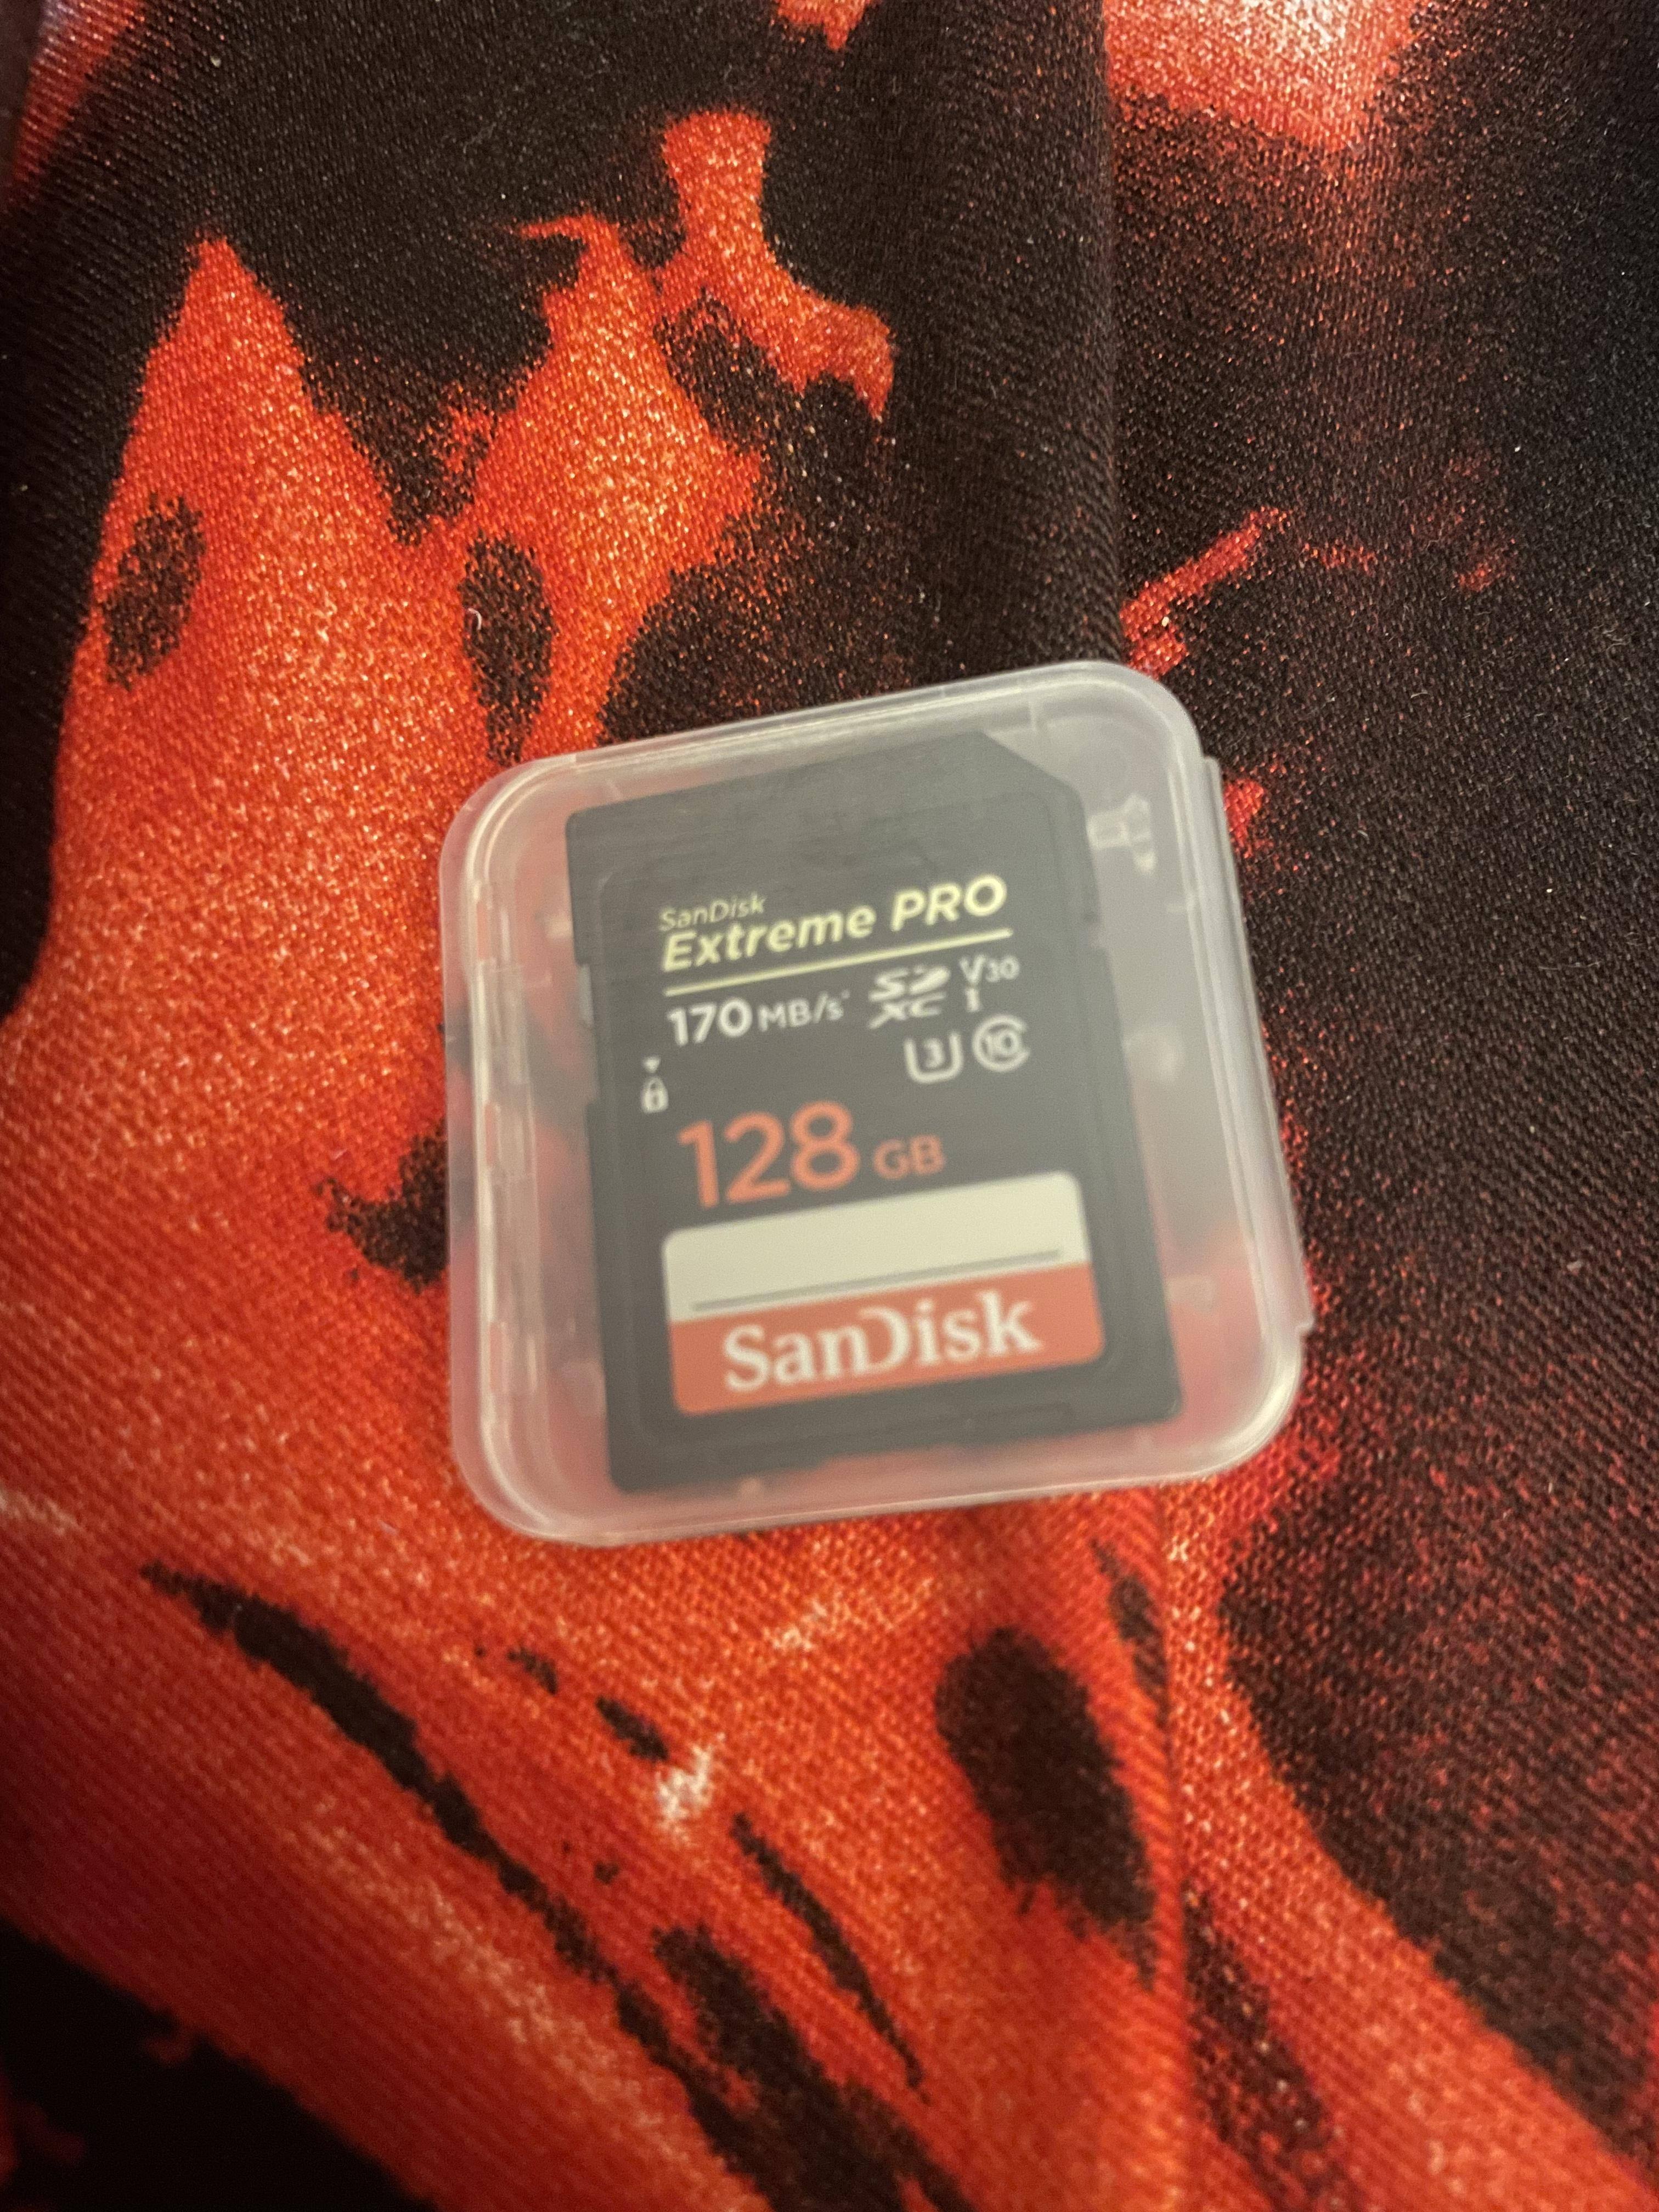 SanDisk
Extreme PRO
170 MB/s* SD XC I V30
3 10
128 GB
SanDisk